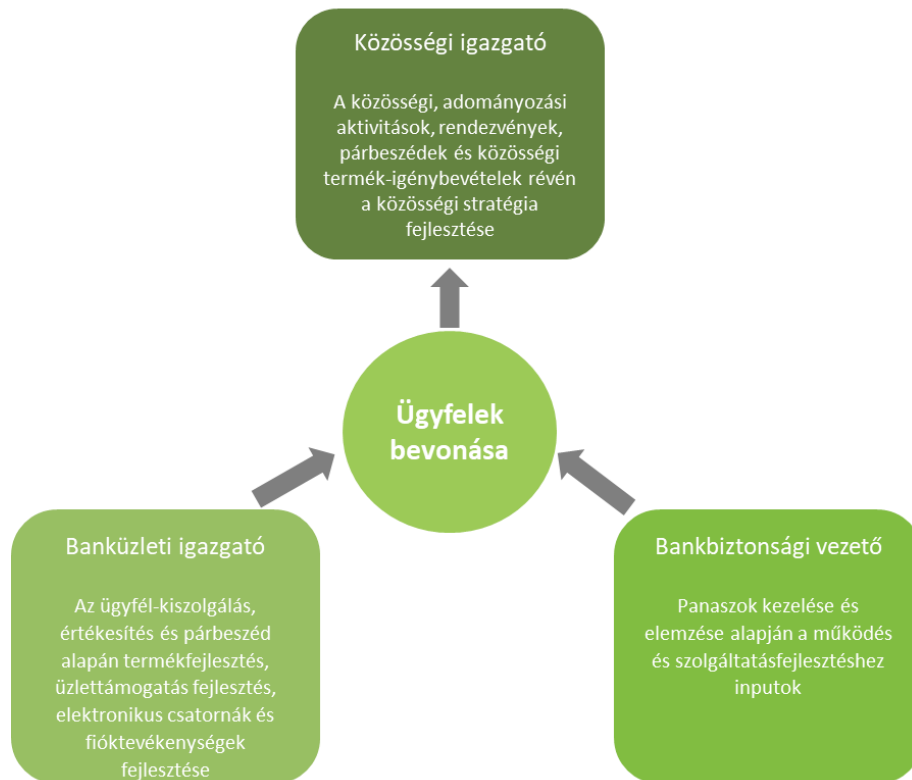 Közösségi igazgató
A közösségi, adományozási
aktivitások, rendezvények,
párbeszédek és közösségi
termék-igénybevételek révén
a közösségi stratégia
fejlesztése
Ügyfelek
bevonása
Banküzleti igazgató
Az ügyfél-kiszolgálás,
értékesítés és párbeszéd
alapán termékfejlesztés,
üzlettámogatás fejlesztés,
elektronikus csatornák és
fióktevékenységek
fejlesztése
Bankbiztonsági vezető
Panaszok kezelése és
elemzése alapján a működés
és szolgáltatásfejlesztéshez
inputok